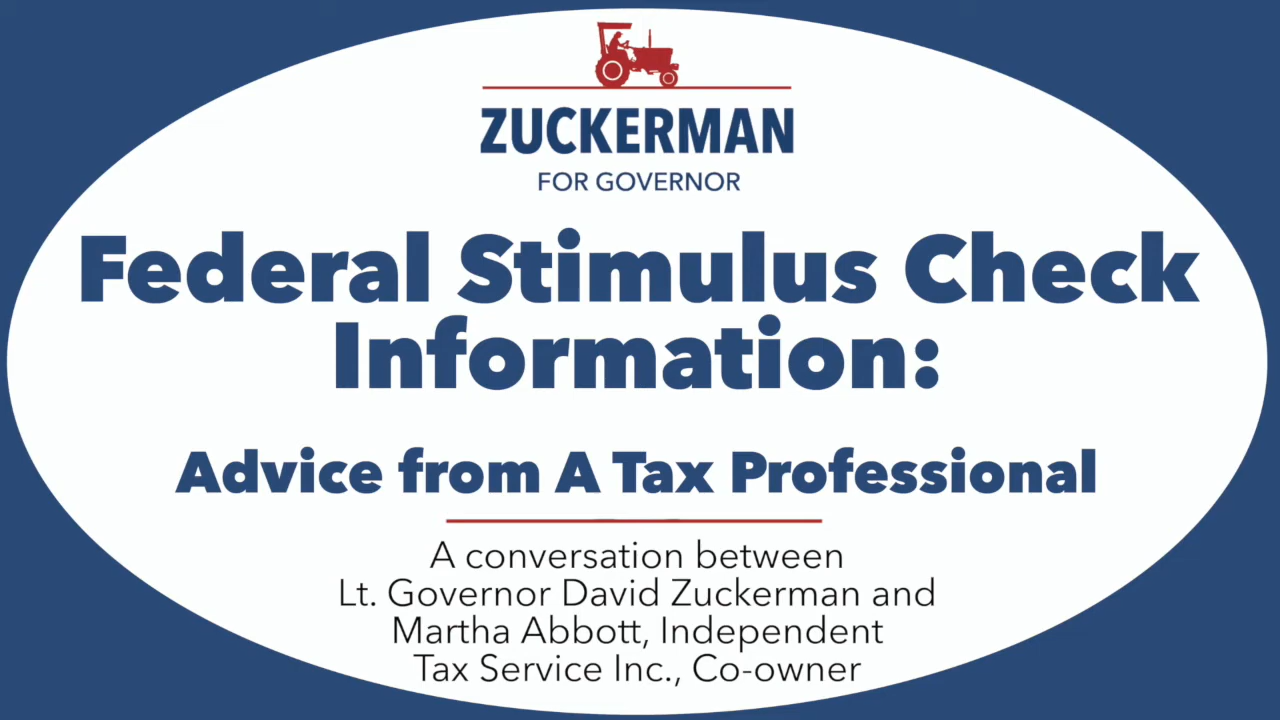 ZUCKERMAN
FOR GOVERNOR
Federal Stimulus Check
Information:
Advice from A Tax Professional
A conversation between
Lt. Governor David Zuckerman and
Martha Abbott, Independent
Tax Service Inc., Co-owner